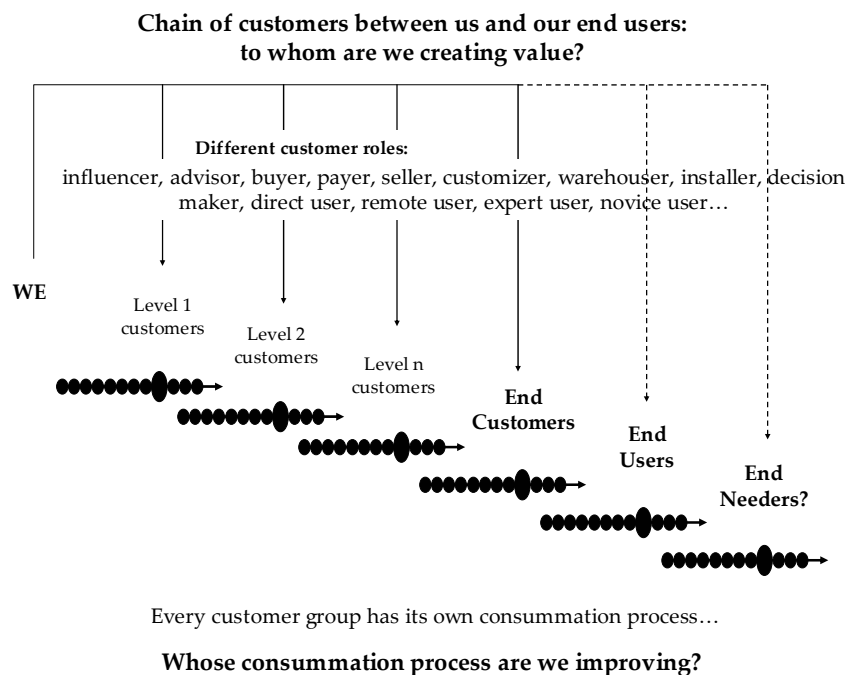 Chain of customers between us and our end users:
to whom are we creating value?
Different customer roles:
influencer, advisor, buyer, payer, seller, customizer, warehouser, installer, decision
maker, direct user, remote user, expert user, novice user…
WE
Level 1
customers
Level 2
customers
Level n
customers
End
Customers
End
Users
End
Needers?
Every customer group has its own consummation process…
Whose consummation process are we improving?